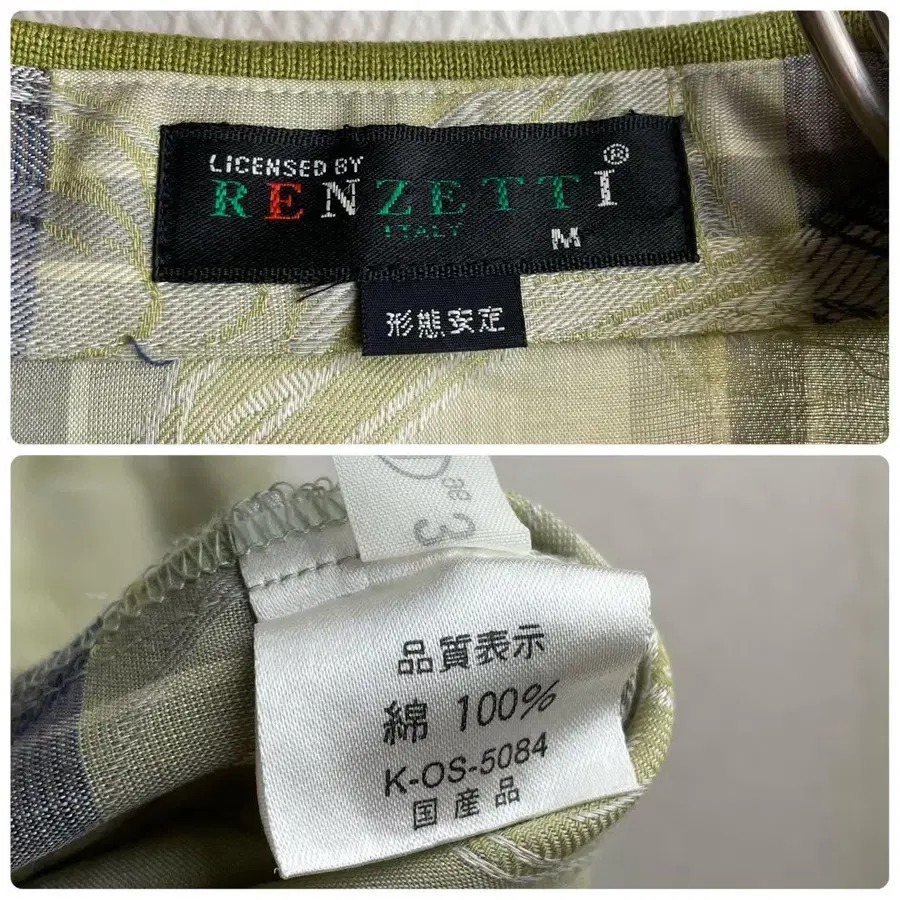 LICENSED BY
RENZETTI®
ITALY
M
形態安定
3
品質表示
綿 100%
K-OS-5084
国産品